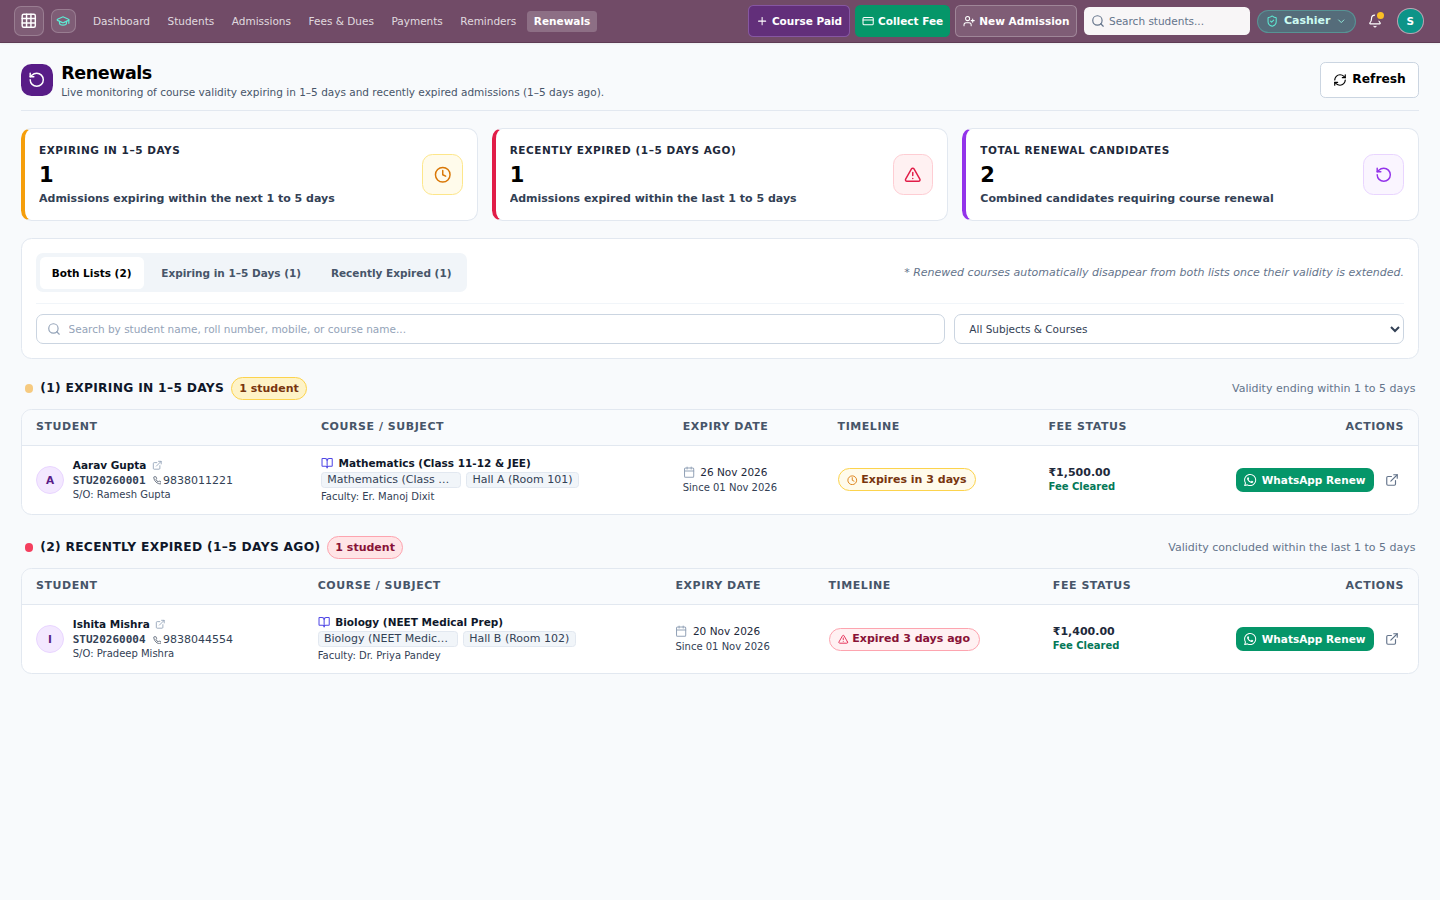 Dashboard Students Admissions Fees & Dues Payments Reminders Renewals Course Paid Collect Fee New Admission Search students... Cashier S
Renewals
Live monitoring of course validity expiring in 1–5 days and recently expired admissions (1–5 days ago).
Refresh
EXPIRING IN 1–5 DAYS
1
Admissions expiring within the next 1 to 5 days
RECENTLY EXPIRED (1–5 DAYS AGO)
1
Admissions expired within the last 1 to 5 days
TOTAL RENEWAL CANDIDATES
2
Combined candidates requiring course renewal
Both Lists (2) Expiring in 1–5 Days (1) Recently Expired (1)
* Renewed courses automatically disappear from both lists once their validity is extended.
Search by student name, roll number, mobile, or course name...
All Subjects & Courses
(1) EXPIRING IN 1–5 DAYS 1 student
Validity ending within 1 to 5 days
STUDENT COURSE / SUBJECT EXPIRY DATE TIMELINE FEE STATUS ACTIONS
A
Aarav Gupta
STU20260001 9838011221
S/O: Ramesh Gupta
Mathematics (Class 11-12 & JEE)
Mathematics (Class ... Hall A (Room 101)
Faculty: Er. Manoj Dixit
26 Nov 2026
Since 01 Nov 2026
Expires in 3 days
₹1,500.00
Fee Cleared
WhatsApp Renew
(2) RECENTLY EXPIRED (1–5 DAYS AGO) 1 student
Validity concluded within the last 1 to 5 days
STUDENT COURSE / SUBJECT EXPIRY DATE TIMELINE FEE STATUS ACTIONS
I
Ishita Mishra
STU20260004 9838044554
S/O: Pradeep Mishra
Biology (NEET Medical Prep)
Biology (NEET Medic... Hall B (Room 102)
Faculty: Dr. Priya Pandey
20 Nov 2026
Since 01 Nov 2026
Expired 3 days ago
₹1,400.00
Fee Cleared
WhatsApp Renew